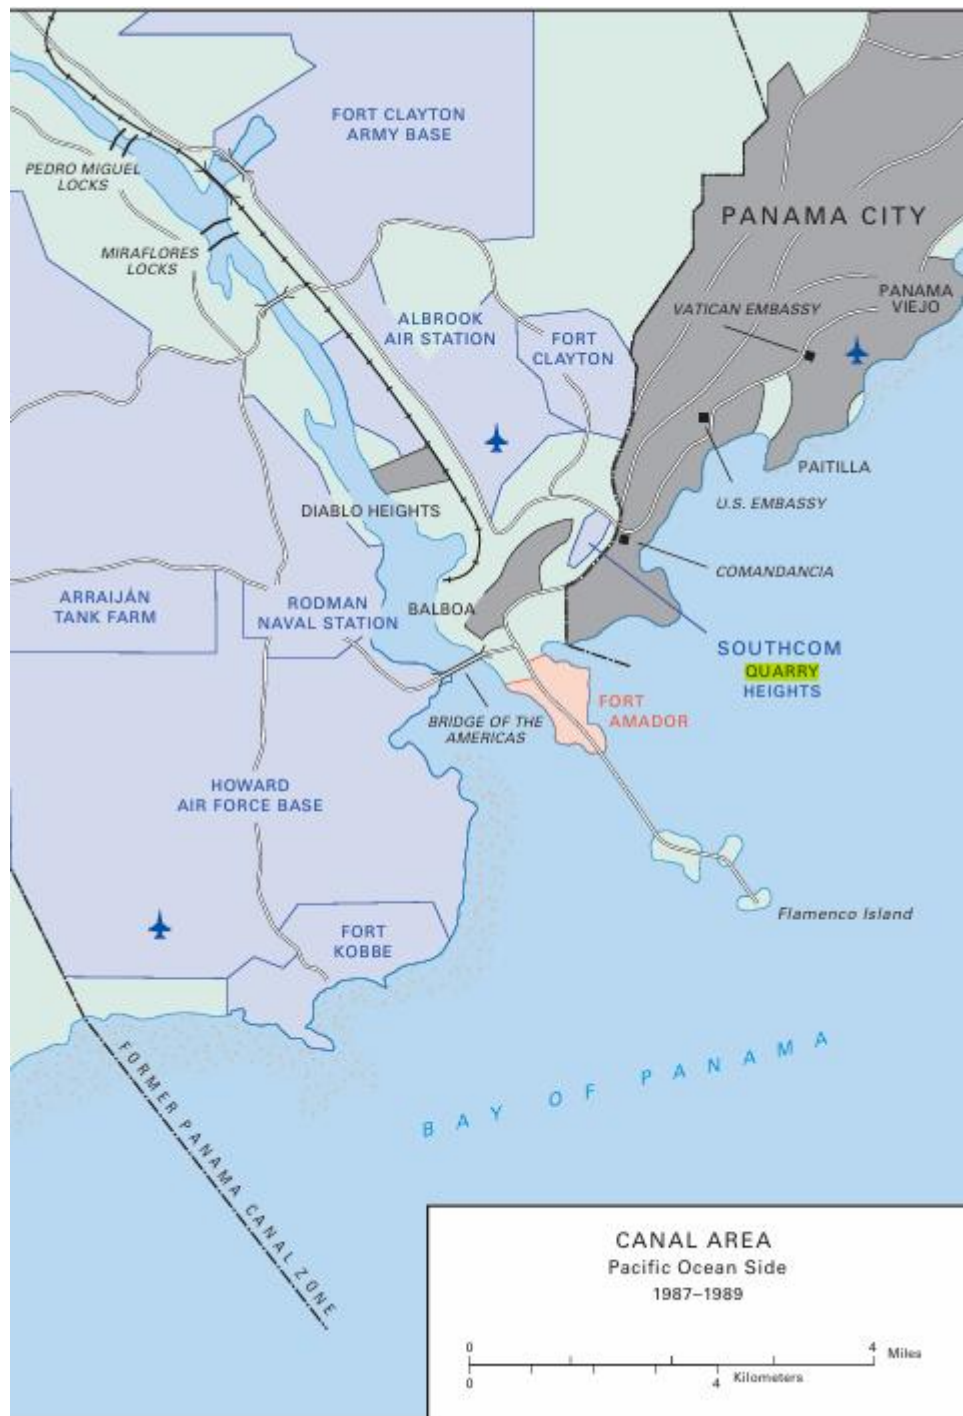 FORT CLAYTON
ARMY BASE
PEDRO MIGUEL
LOCKS
PANAMA CITY
MIRAFLORES
LOCKS
PANAMA
VIEJO
VATICAN EMBASSY
ALBROOK
AIR STATION
FORT
CLAYTON
PAITILLA
U.S. EMBASSY
DIABLO HEIGHTS
COMANDANCIA
ARRAIJÁN
TANK FARM
RODMAN
NAVAL STATION
BALBOA
SOUTHCOM
QUARRY
HEIGHTS
FORT
AMADOR
BRIDGE OF THE
AMERICAS
HOWARD
AIR FORCE BASE
Flamenco Island
FORT
KOBBE
BAY OF PANAMA
FORMER PANAMA CANAL ZONE
CANAL AREA
Pacific Ocean Side
1987–1989
0 4 Miles
0 4 Kilometers